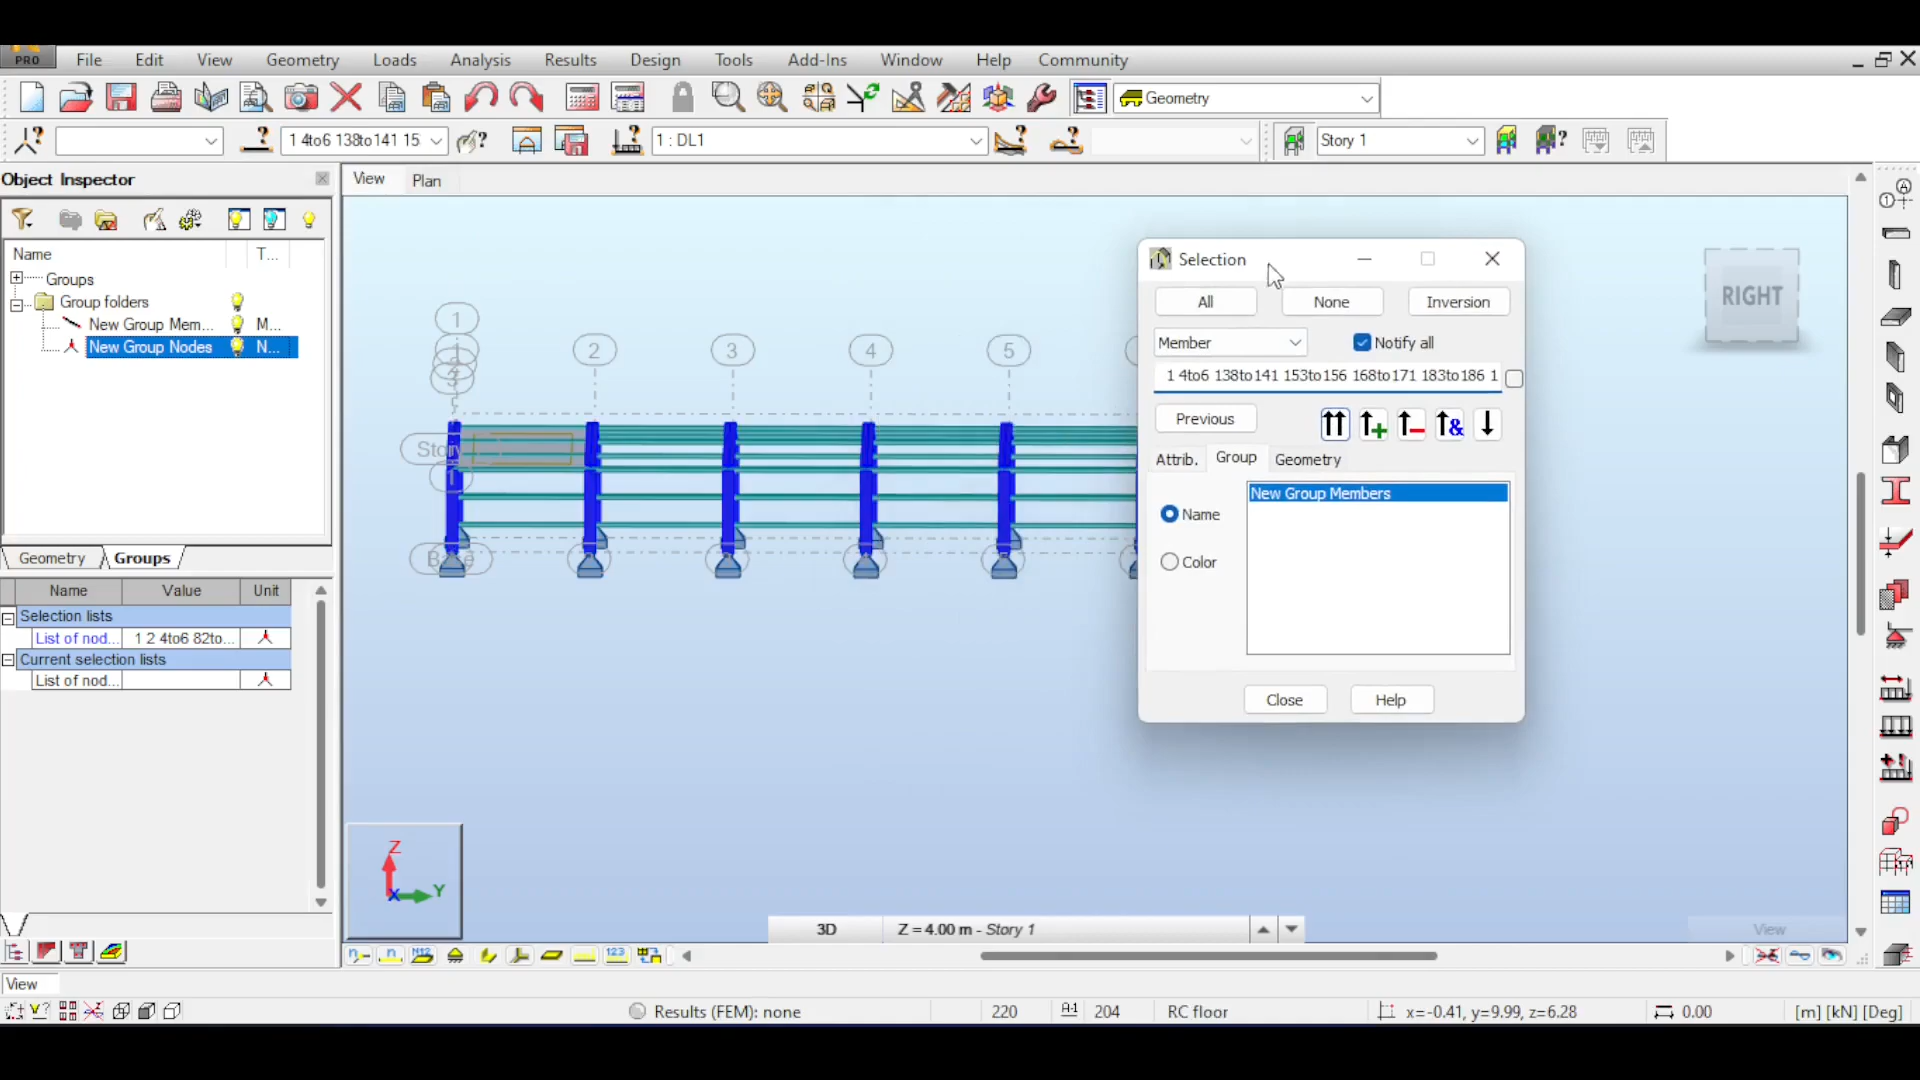 PRO File Edit View Geometry Loads Analysis Results Design Tools Add-Ins Window Help Community
Geometry
1 4to6 138to141 15
1 : DL1
Story 1
Object Inspector
View
Plan
Name
T...
Groups
Group folders
New Group Mem...
M...
New Group Nodes
N...
Geometry
Groups
Name Value Unit
Selection lists
List of nod... 1 2 4to6 82to...
Current selection lists
List of nod...
1
2 3 4 5
1
Selection
All
None
Inversion
Member
Notify all
1 4to6 138to141 153to156 168to171 183to186 1
Previous
Attrib.
Group
Geometry
Name
Color
New Group Members
Close
Help
RIGHT
Z
X
Y
3D
Z = 4.00 m - Story 1
View
View
Results (FEM): none
220
204
RC floor
x=-0.41, y=9.99, z=6.28
0.00
[m] [kN] [Deg]